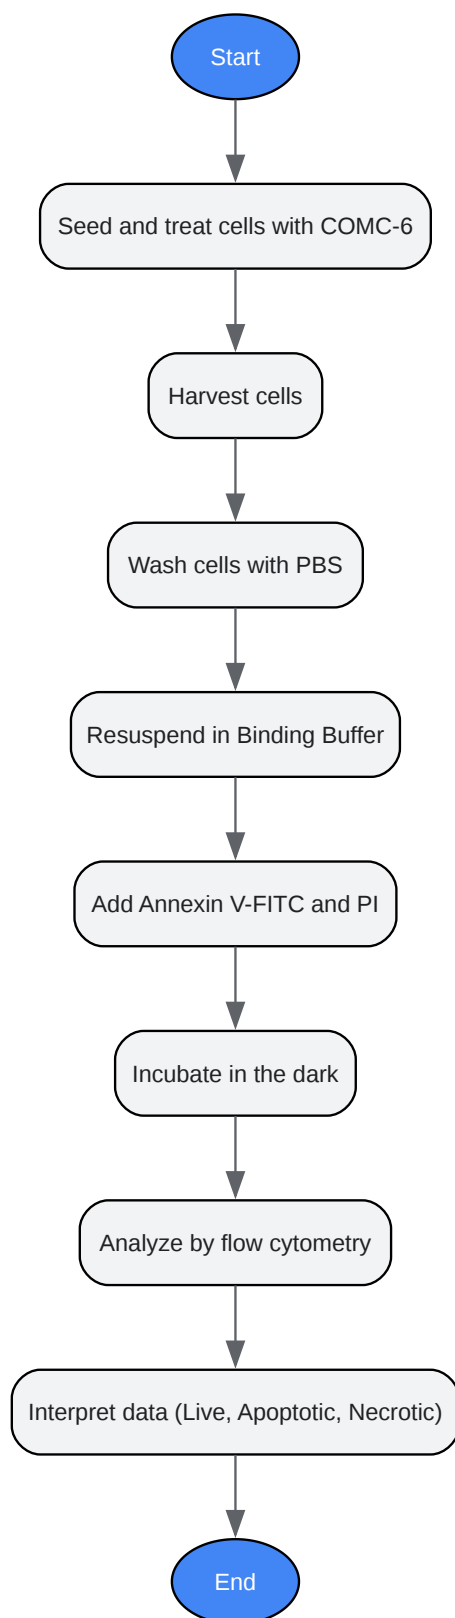 Start
Seed and treat cells with COMC-6
Harvest cells
Wash cells with PBS
Resuspend in Binding Buffer
Add Annexin V-FITC and PI
Incubate in the dark
Analyze by flow cytometry
Interpret data (Live, Apoptotic, Necrotic)
End